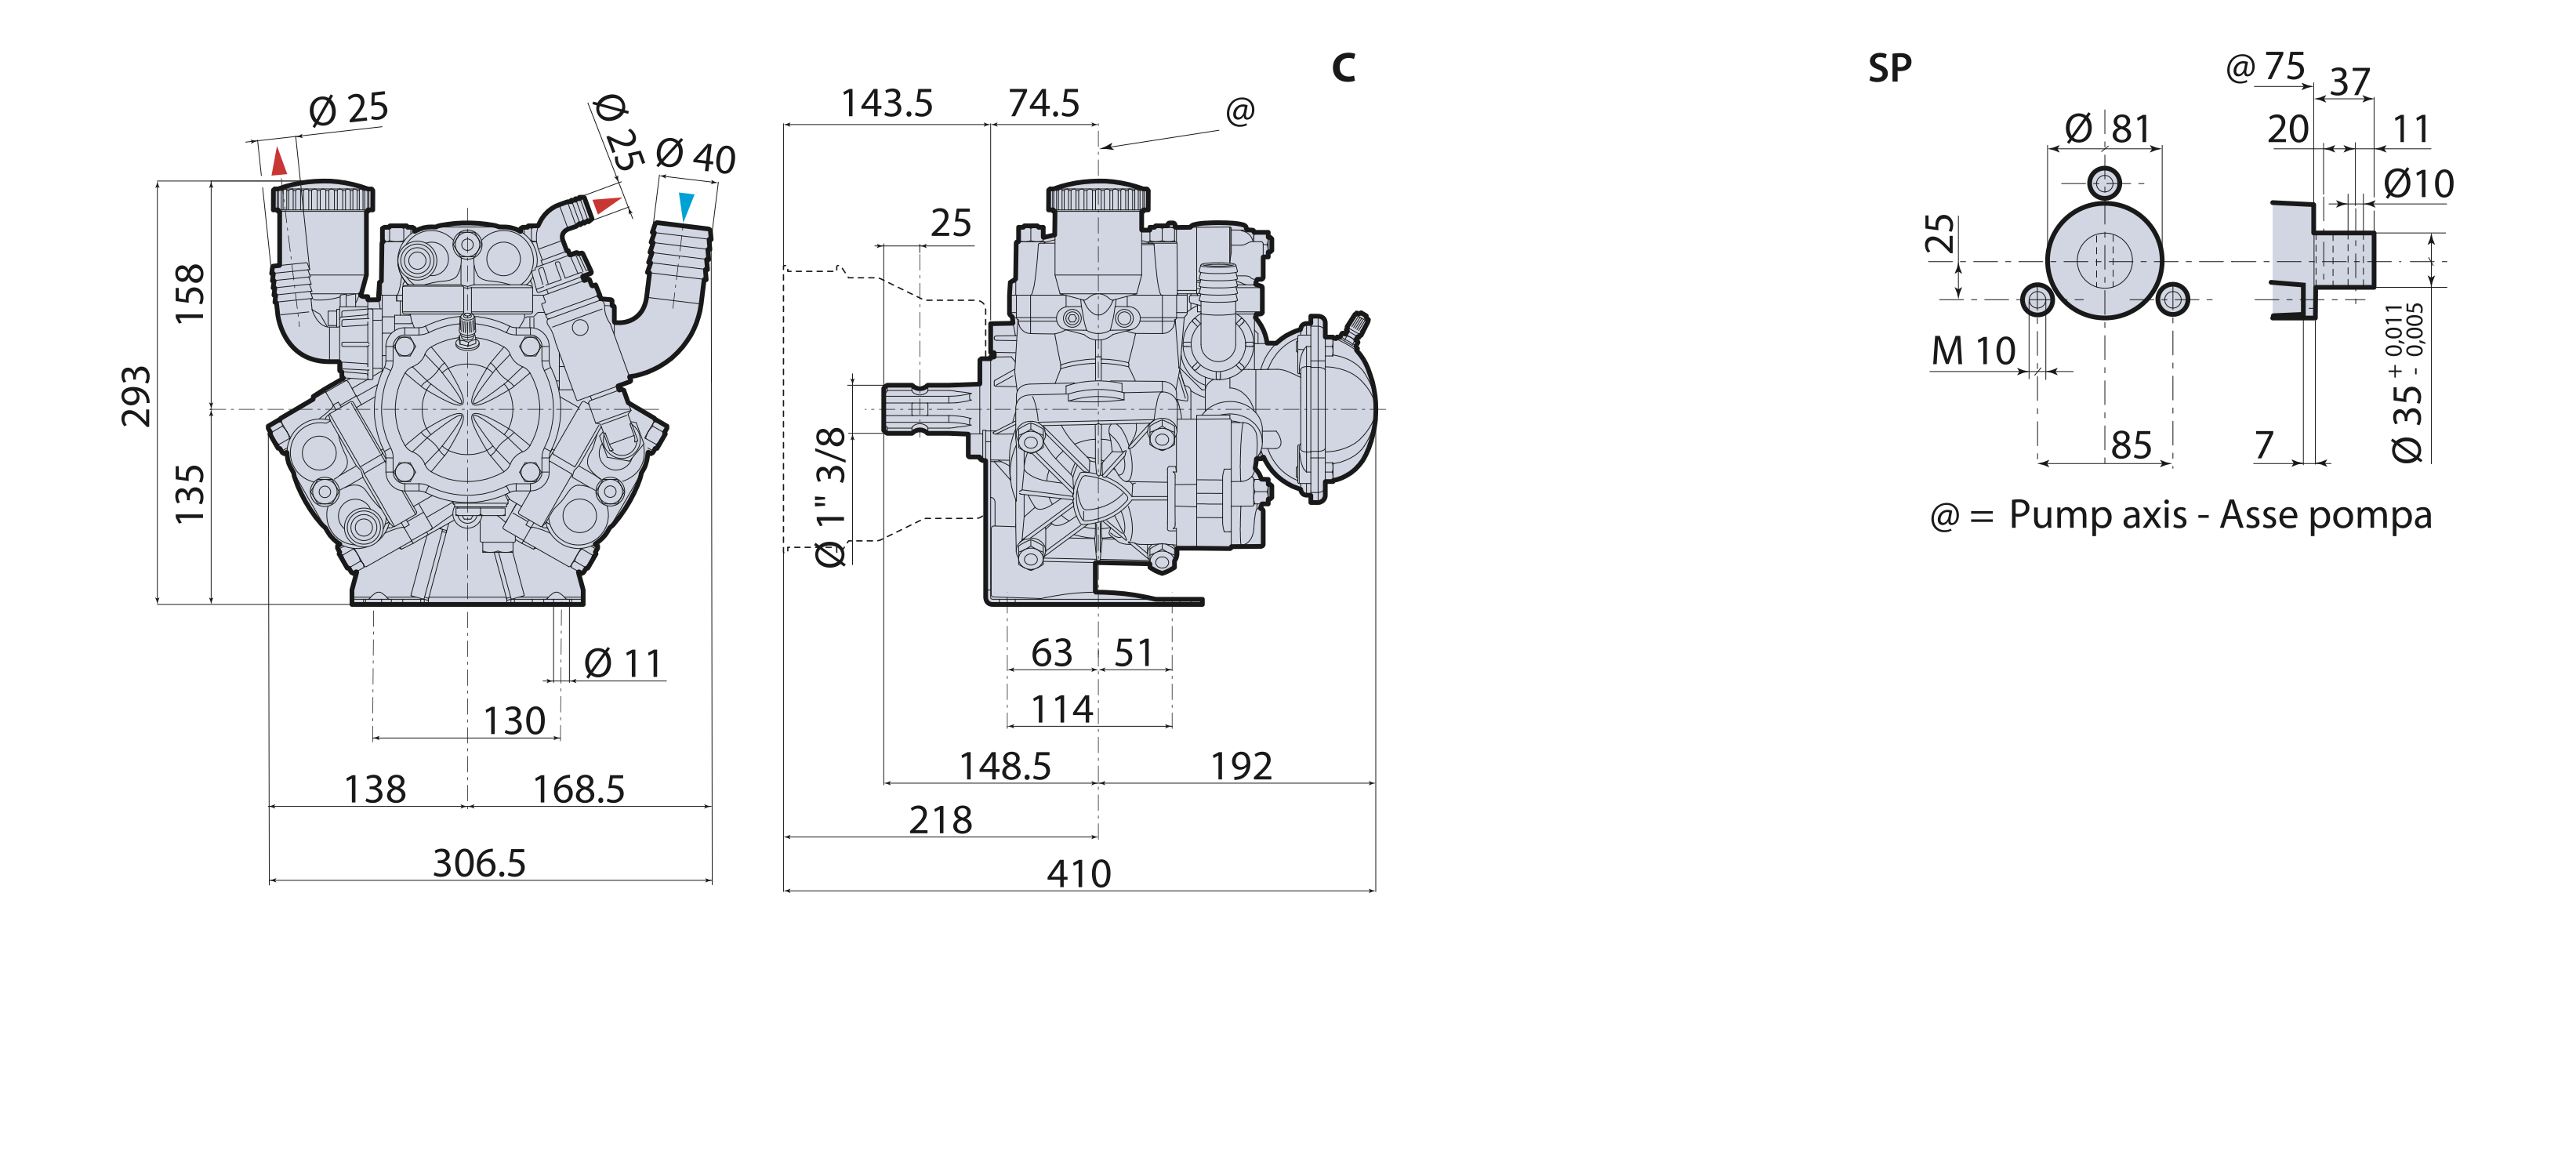 C
SP
Ø 25
Ø 25
Ø 40
143.5
74.5
@
@ 75
37
Ø 81
20
11
Ø10
25
25
158
293
135
Ø 1" 3/8
M 10
85
7
Ø 35 + 0,011 - 0,005
@ = Pump axis - Asse pompa
63
51
Ø 11
114
130
148.5
192
138
168.5
218
306.5
410